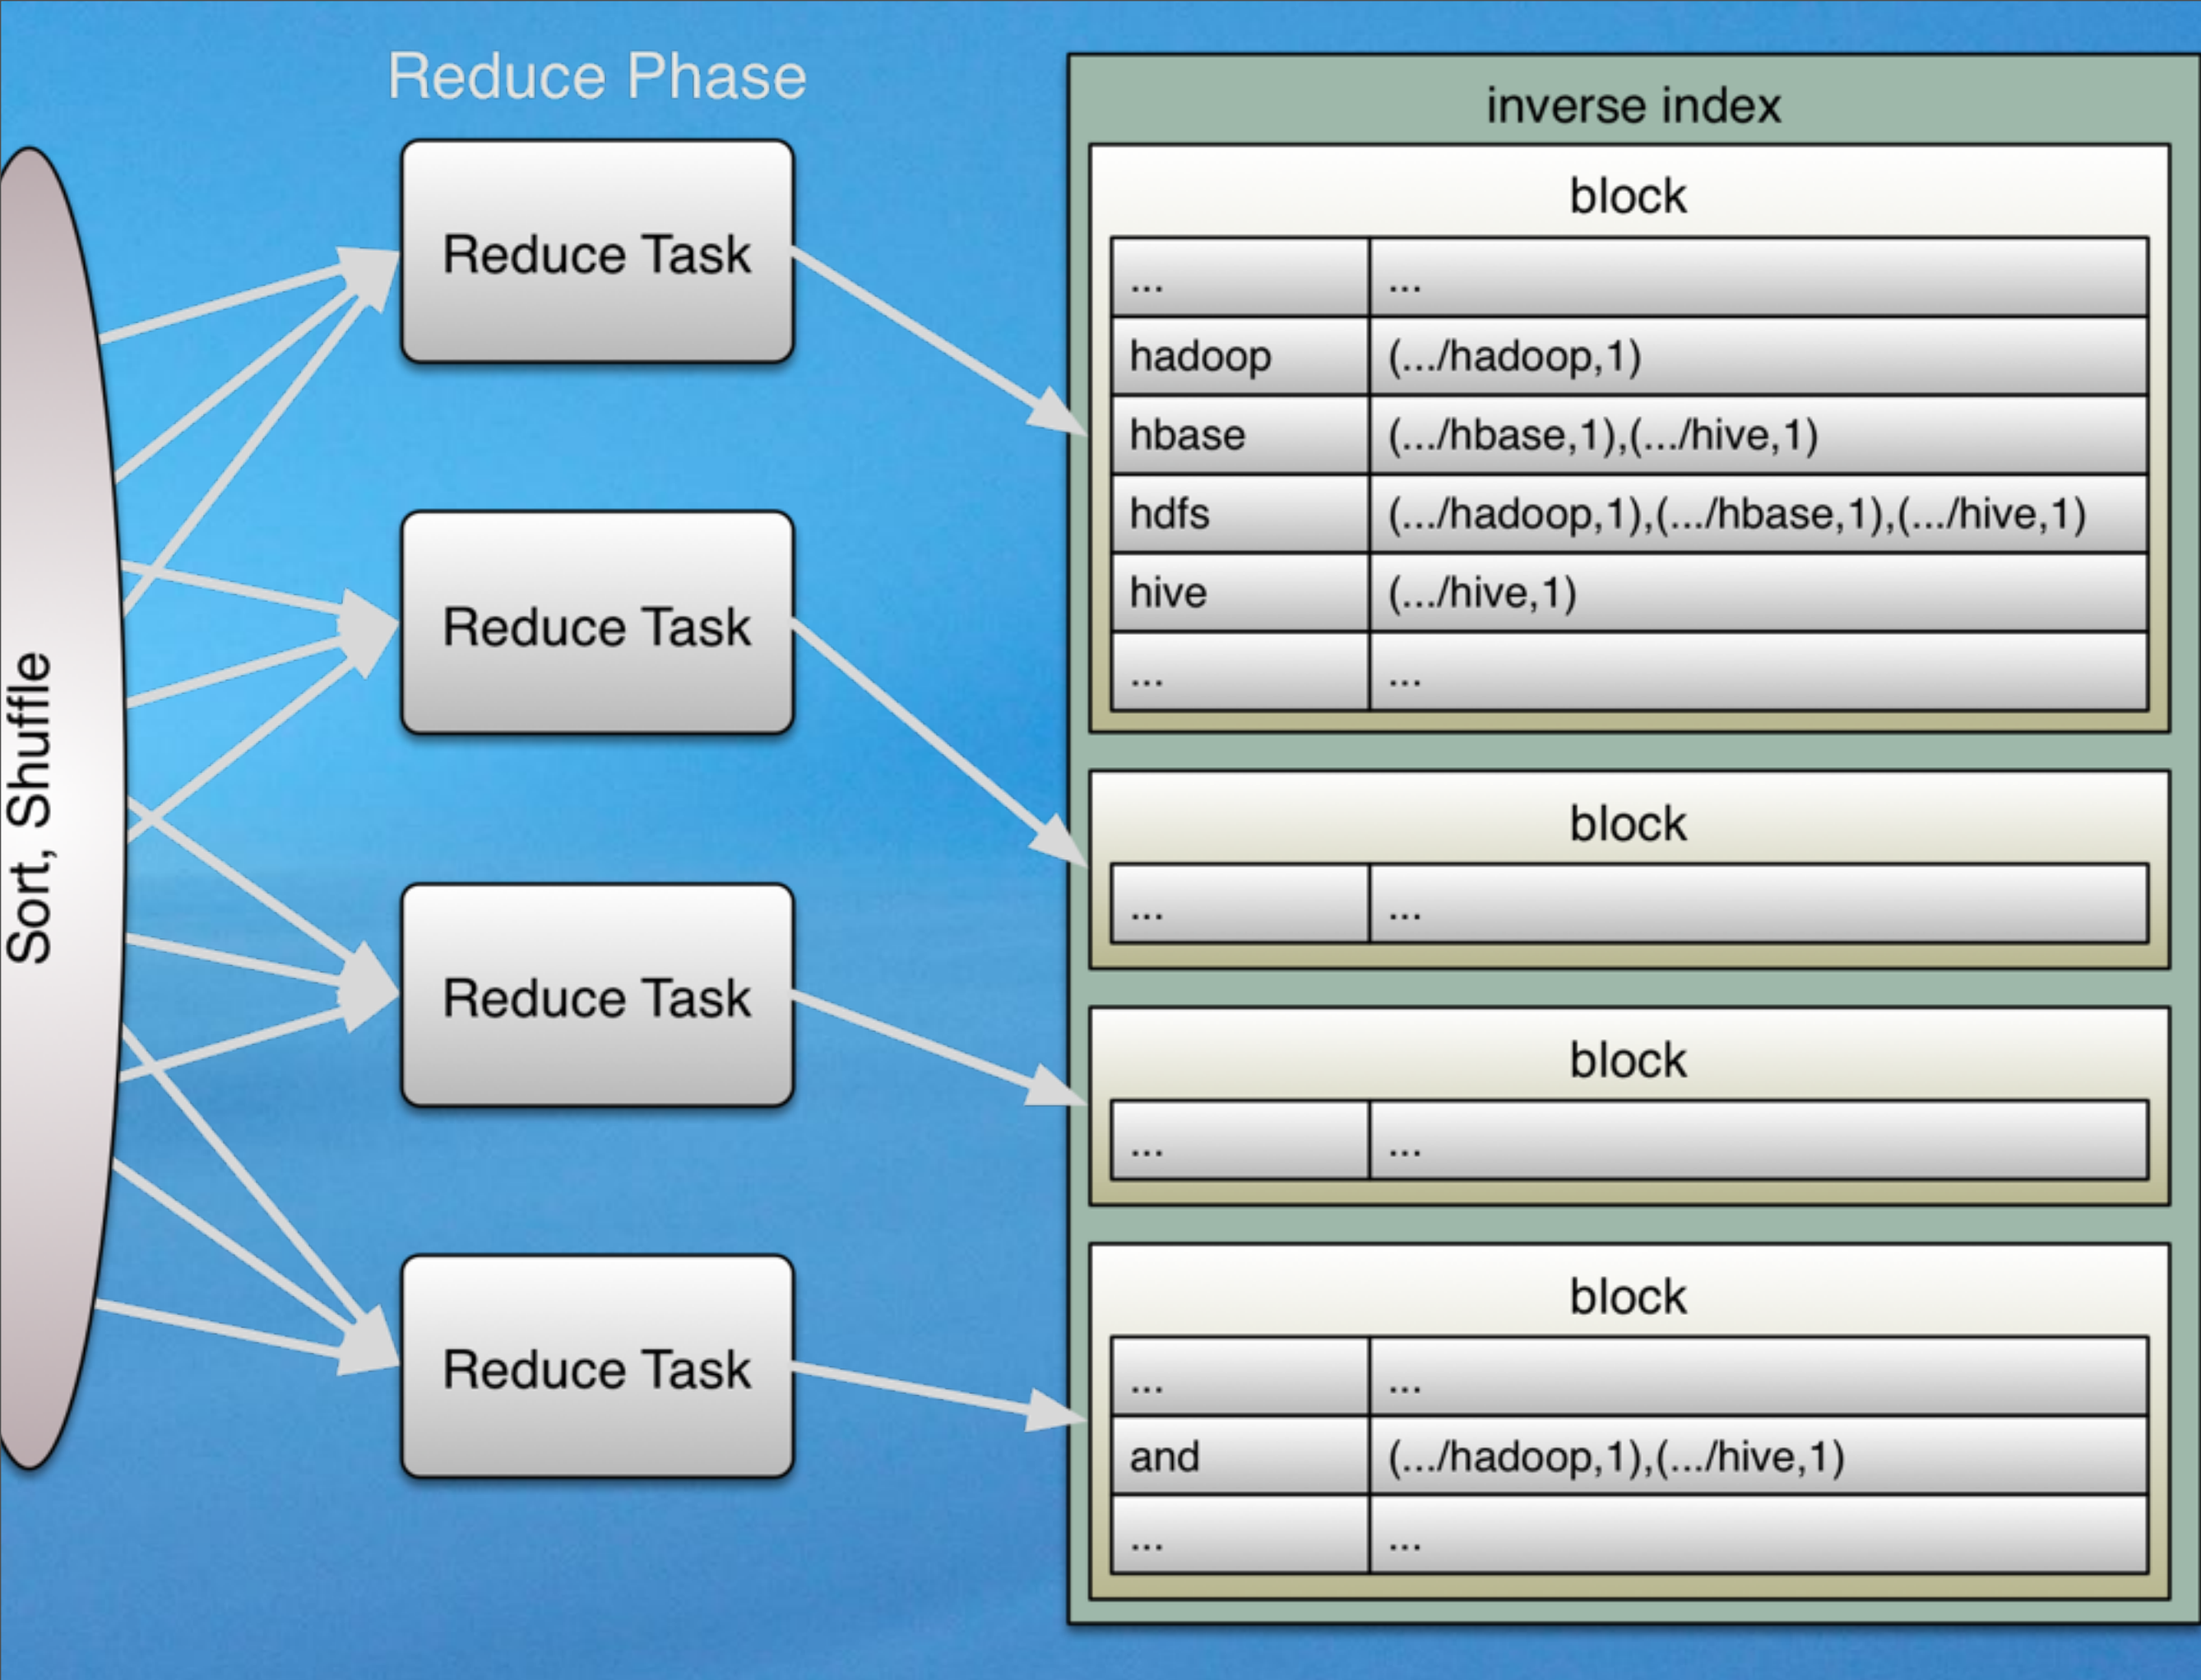 Reduce Phase
Sort, Shuffle
Reduce Task
Reduce Task
Reduce Task
Reduce Task
inverse index
block
... ...
hadoop (.../hadoop,1)
hbase (.../hbase,1),(.../hive,1)
hdfs (.../hadoop,1),(.../hbase,1),(.../hive,1)
hive (.../hive,1)
... ...
block
... ...
block
... ...
block
... ...
and (.../hadoop,1),(.../hive,1)
... ...